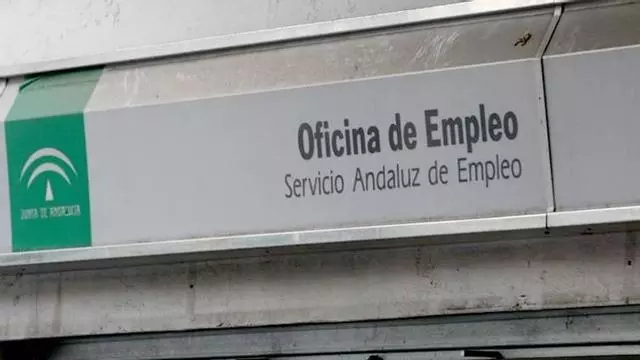 Oficina de Empleo
Servicio Andaluz de Empleo
JUNTA DE ANDALUCIA